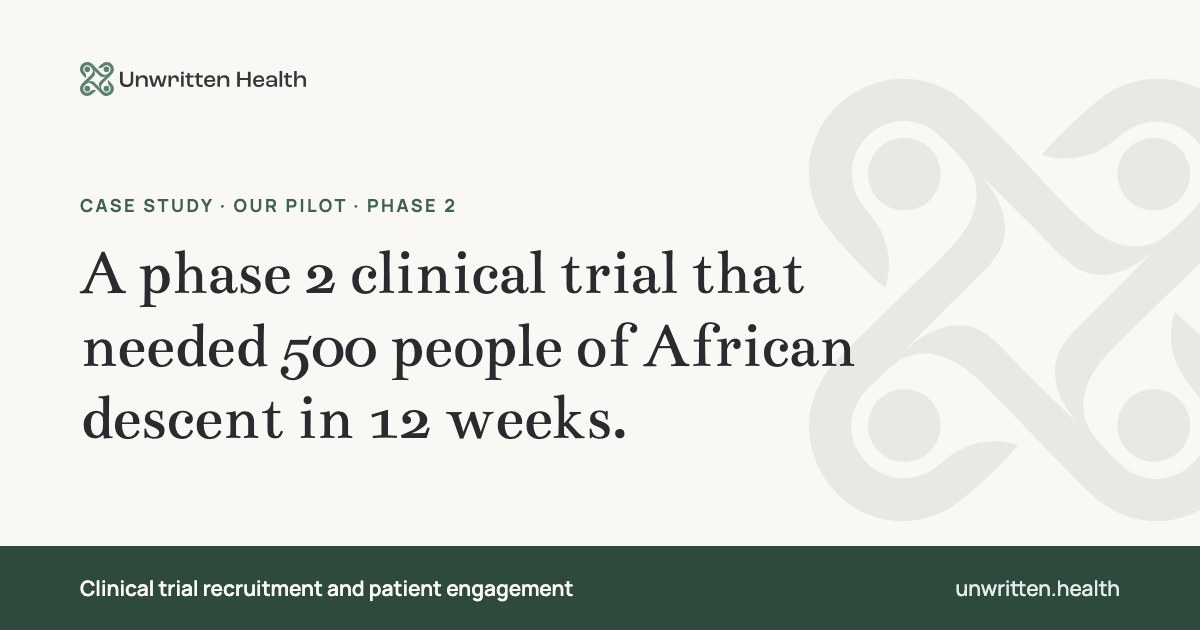 Unwritten Health
CASE STUDY · OUR PILOT · PHASE 2
A phase 2 clinical trial that
needed 500 people of African
descent in 12 weeks.
Clinical trial recruitment and patient engagement
unwritten.health